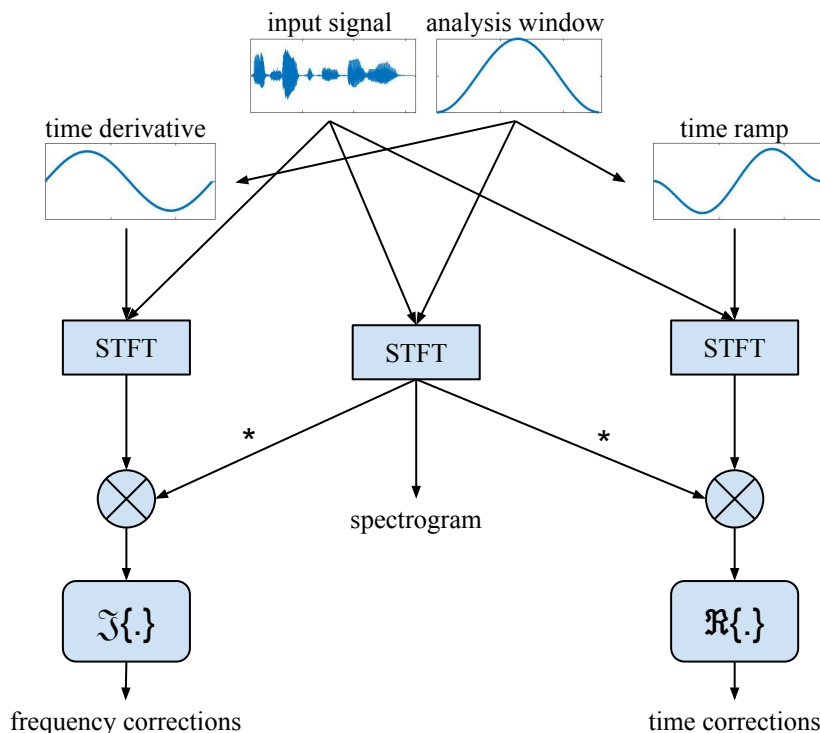 input signal
analysis window
time derivative
time ramp
STFT
STFT
STFT
*
*
spectrogram
ℑ{.}
ℜ{.}
frequency corrections
time corrections